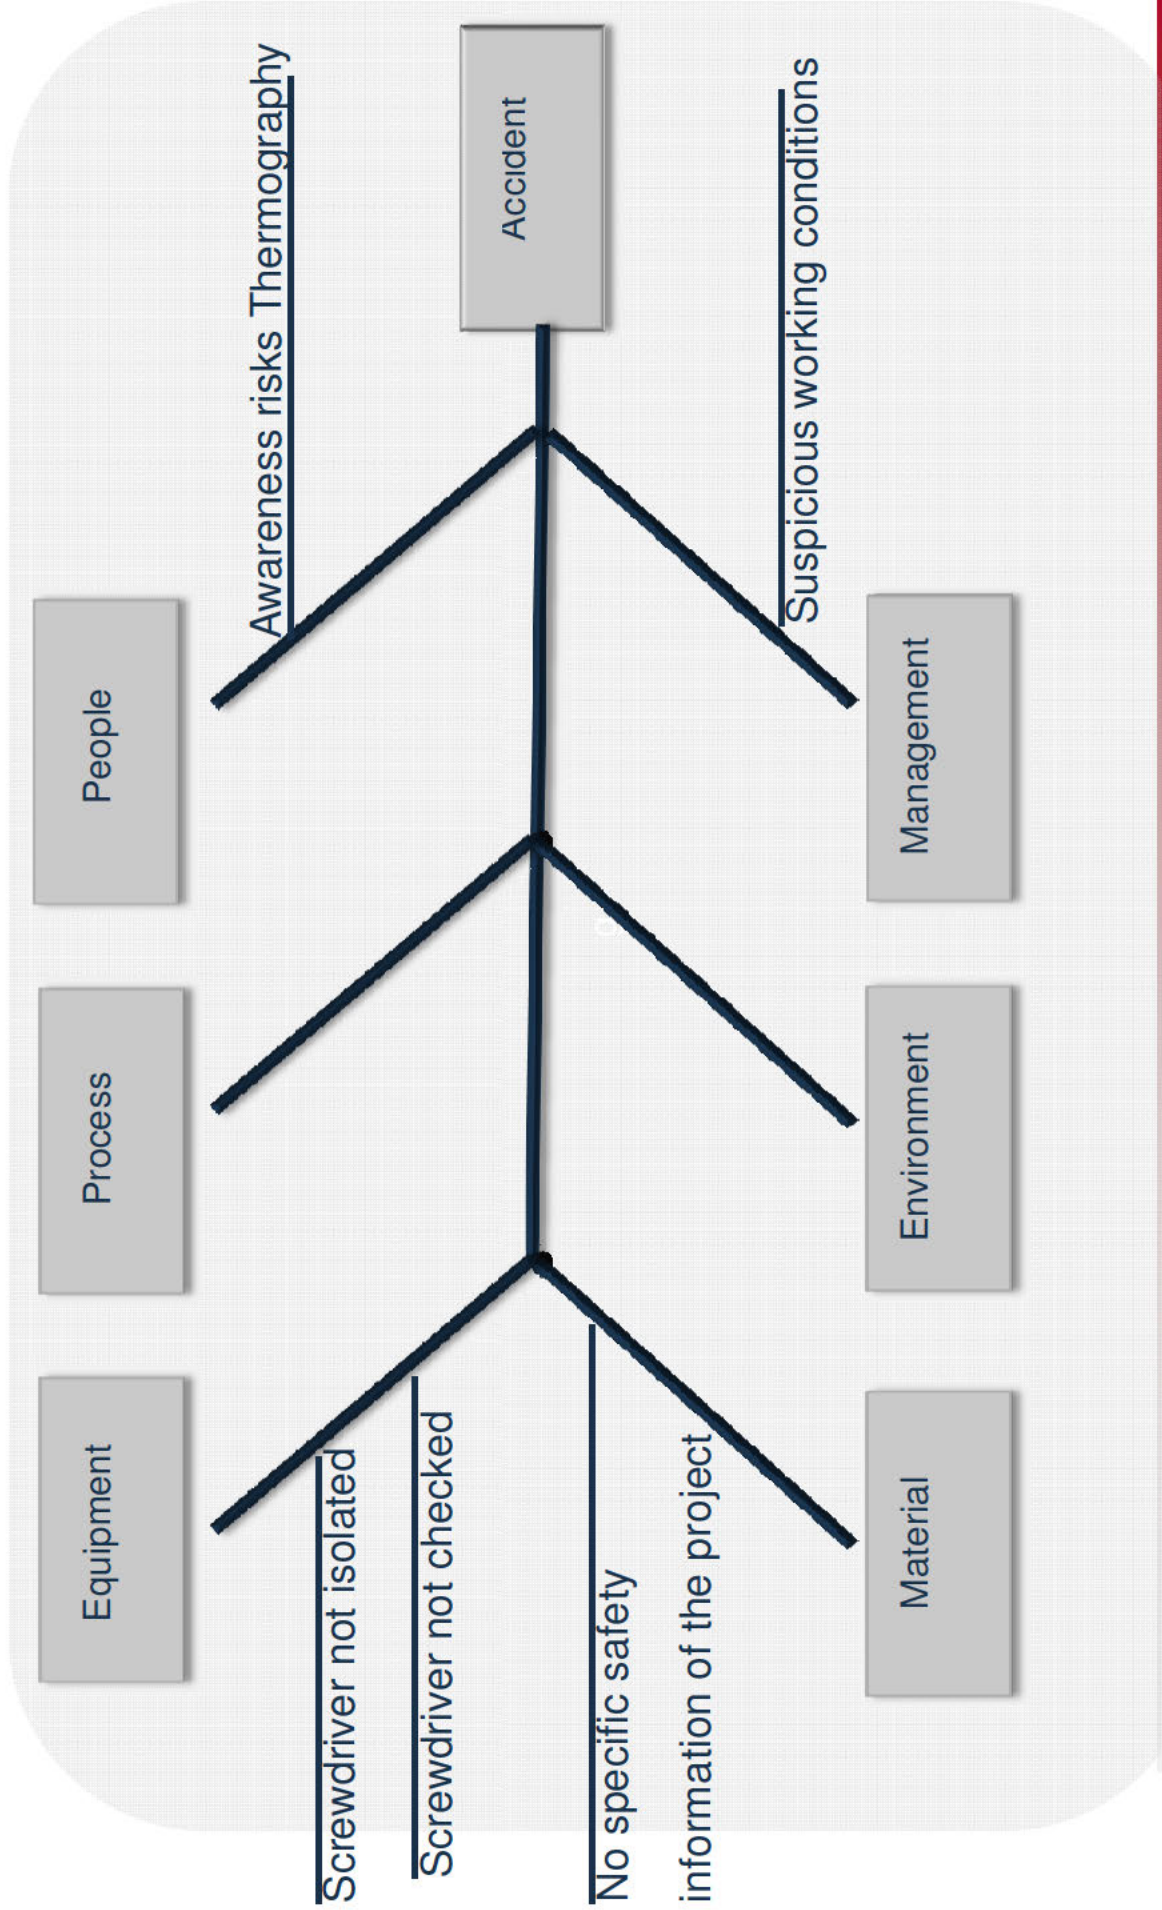 Equipment
Process
People
Awareness risks Thermography
Screwdriver not isolated
Screwdriver not checked
Accident
No specific safety
information of the project
Suspicious working conditions
Material
Environment
Management